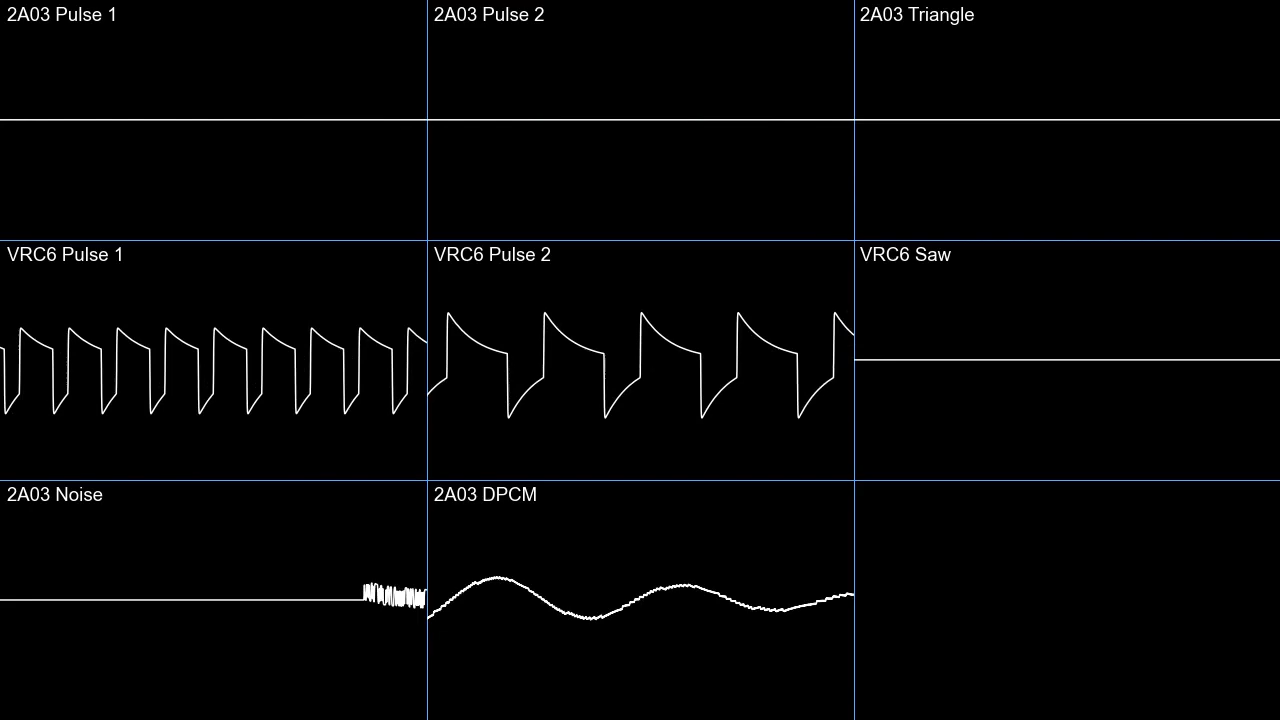 2A03 Pulse 1
2A03 Pulse 2
2A03 Triangle
VRC6 Pulse 1
VRC6 Pulse 2
VRC6 Saw
2A03 Noise
2A03 DPCM